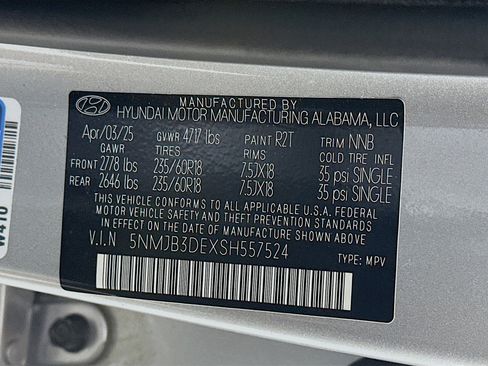 MANUFACTURED BY
HYUNDAI MOTOR MANUFACTURING ALABAMA, LLC
Apr/03/25 GVWR 4717 lbs PAINT R2T TRIM NNB
GAWR TIRES RIMS COLD TIRE INFL
FRONT 2778 lbs 235/60R18 7.5JX18 35 psi SINGLE
REAR 2646 lbs 235/60R18 7.5JX18 35 psi SINGLE
THIS VEHICLE CONFORMS TO ALL APPLICABLE U.S.A. FEDERAL
MOTOR VEHICLE SAFETY AND THEFT PREVENTION STANDARDS
IN EFFECT ON THE DATE OF MANUFACTURE SHOWN ABOVE.
V.I.N 5NMJB3DEXSH557524
TYPE: MPV
W410